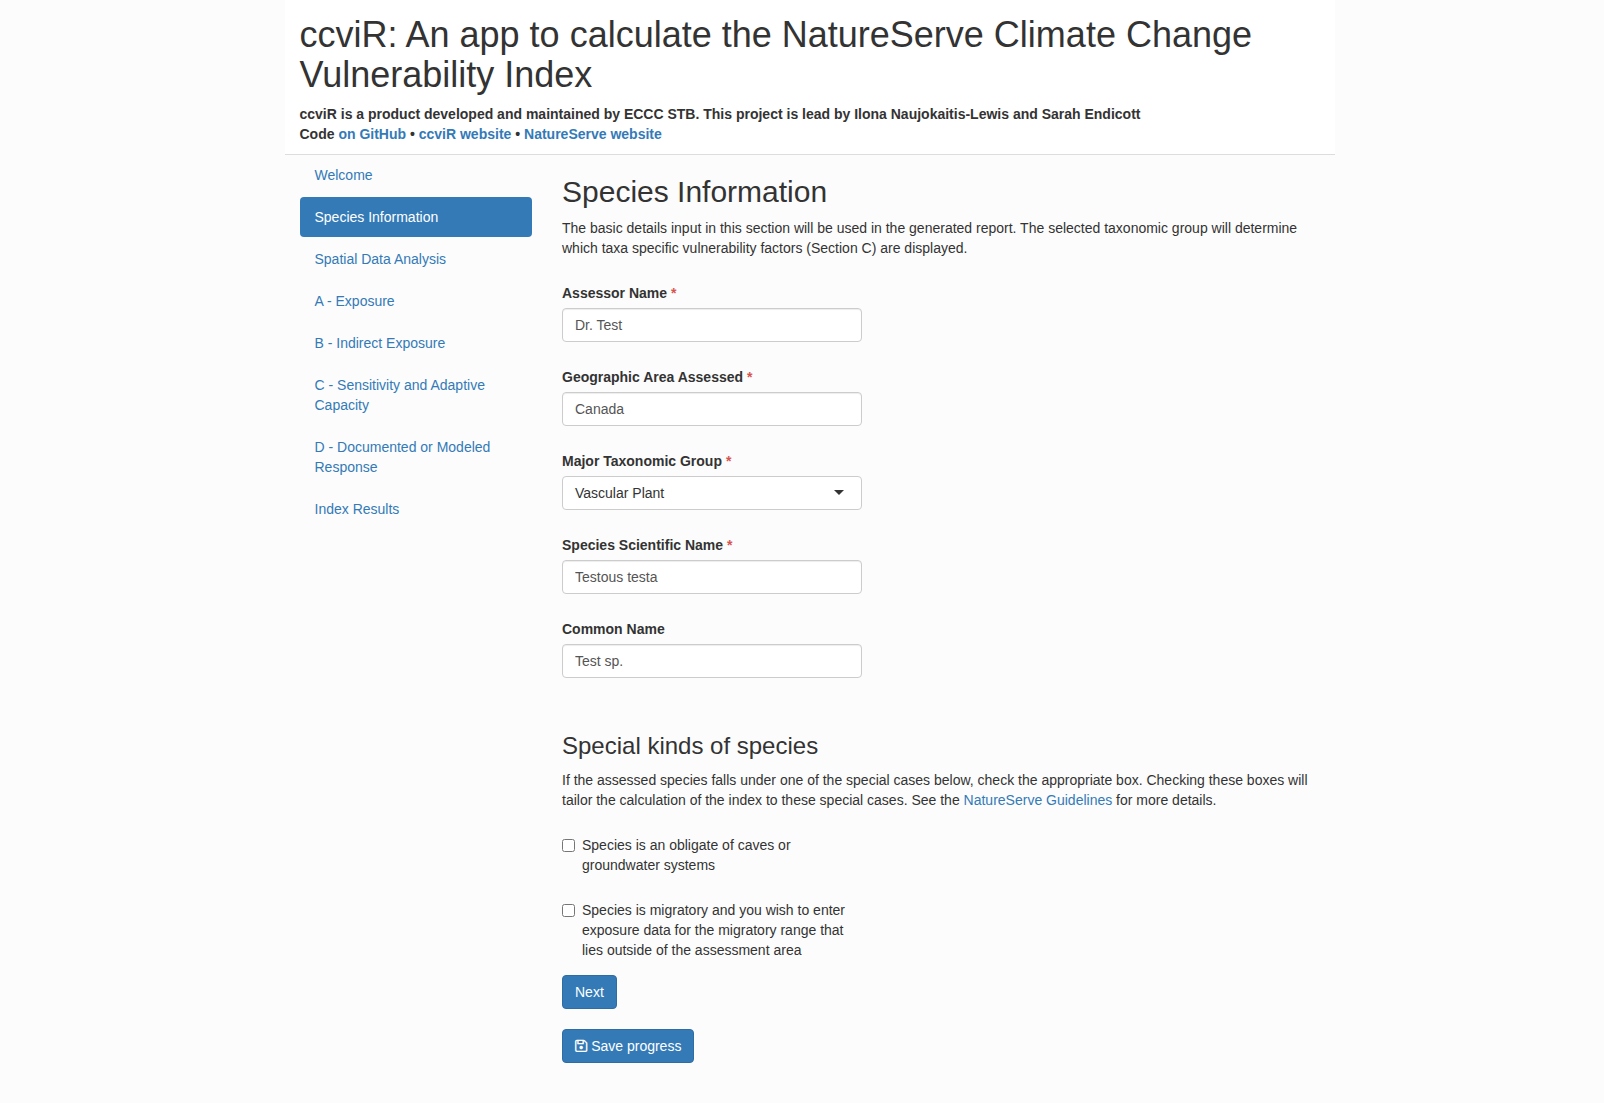 ccviR: An app to calculate the NatureServe Climate Change
Vulnerability Index
ccviR is a product developed and maintained by ECCC STB. This project is lead by Ilona Naujokaitis-Lewis and Sarah Endicott
Code on GitHub • ccviR website • NatureServe website
Welcome
Species Information
Spatial Data Analysis
A - Exposure
B - Indirect Exposure
C - Sensitivity and Adaptive
Capacity
D - Documented or Modeled
Response
Index Results
Species Information
The basic details input in this section will be used in the generated report. The selected taxonomic group will determine
which taxa specific vulnerability factors (Section C) are displayed.
Assessor Name *
Dr. Test
Geographic Area Assessed *
Canada
Major Taxonomic Group *
Vascular Plant
Species Scientific Name *
Testous testa
Common Name
Test sp.
Special kinds of species
If the assessed species falls under one of the special cases below, check the appropriate box. Checking these boxes will
tailor the calculation of the index to these special cases. See the NatureServe Guidelines for more details.
Species is an obligate of caves or
groundwater systems
Species is migratory and you wish to enter
exposure data for the migratory range that
lies outside of the assessment area
Next
Save progress